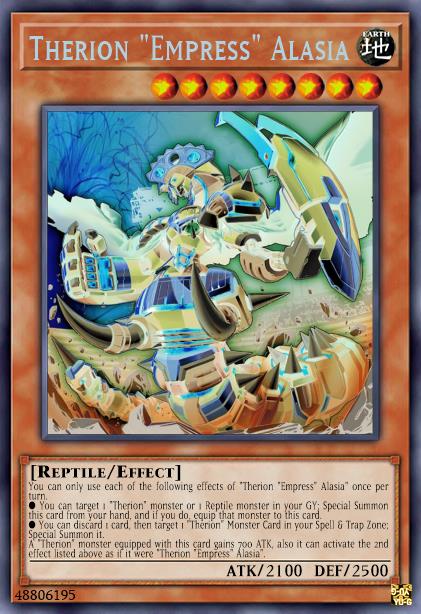 Therion "Empress" Alasia
EARTH
地
[Reptile/Effect]
You can only use each of the following effects of "Therion "Empress" Alasia" once per
turn.
● You can target 1 "Therion" monster or 1 Reptile monster in your GY; Special Summon
this card from your hand, and if you do, equip that monster to this card.
● You can discard 1 card, then target 1 "Therion" Monster Card in your Spell & Trap Zone;
Special Summon it.
A "Therion" monster equipped with this card gains 700 ATK, also it can activate the 2nd
effect listed above as if it were "Therion "Empress" Alasia".
ATK/2100 DEF/2500
48806195